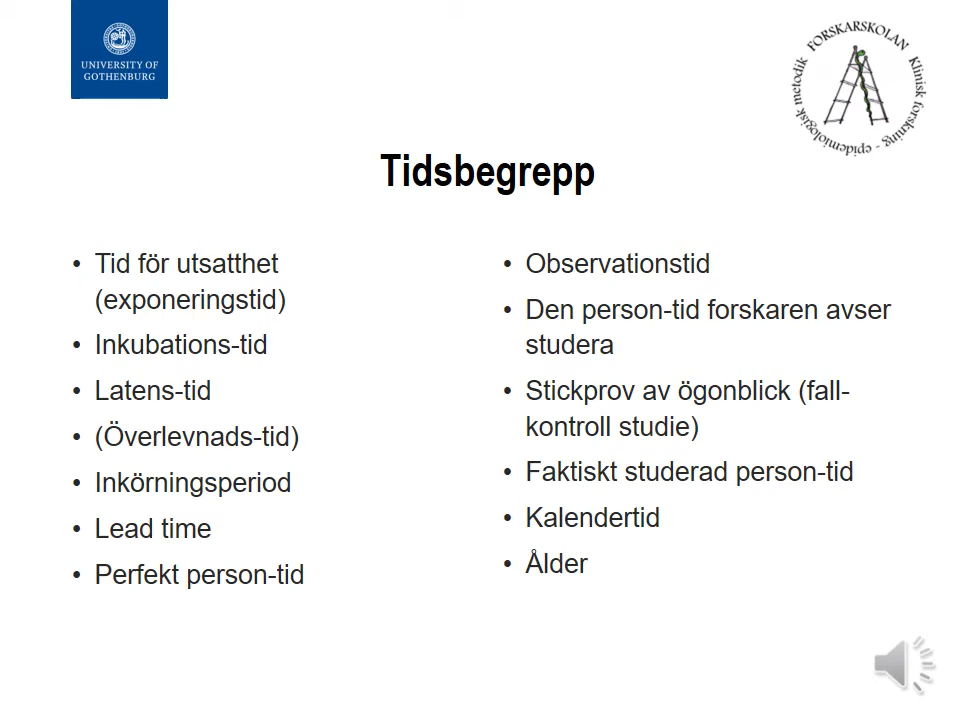 UNIVERSITY OF
GOTHENBURG
FORSKARSKOLAN
Klinisk forskning - epidemiologisk metodik
Tidsbegrepp
• Tid för utsatthet
(exponeringstid)
• Inkubations-tid
• Latens-tid
• (Överlevnads-tid)
• Inkörningsperiod
• Lead time
• Perfekt person-tid
• Observationstid
• Den person-tid forskaren avser
studera
• Stickprov av ögonblick (fall-
kontroll studie)
• Faktiskt studerad person-tid
• Kalendertid
• Ålder